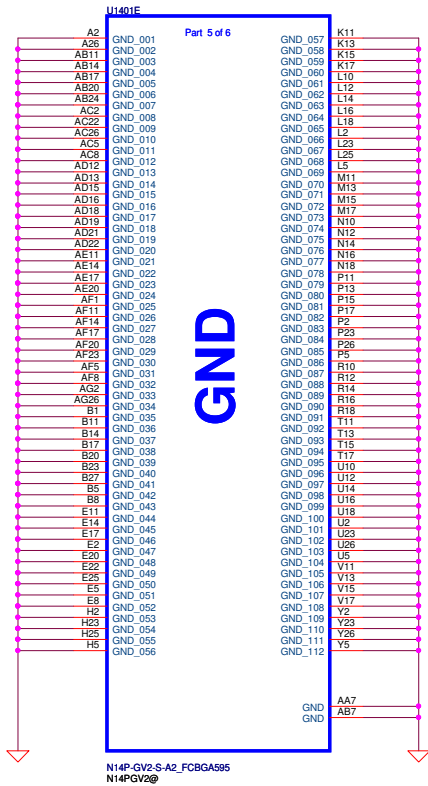 U1401E
Part 5 of 6
A2 GND_001 GND_057 K11
A26 GND_002 GND_058 K13
AB11 GND_003 GND_059 K15
AB14 GND_004 GND_060 K17
AB17 GND_005 GND_061 L10
AB20 GND_006 GND_062 L12
AB24 GND_007 GND_063 L14
AC2 GND_008 GND_064 L16
AC22 GND_009 GND_065 L18
AC26 GND_010 GND_066 L2
AC5 GND_011 GND_067 L23
AC8 GND_012 GND_068 L25
AD12 GND_013 GND_069 L5
AD13 GND_014 GND_070 M11
AD15 GND_015 GND_071 M13
AD16 GND_016 GND_072 M15
AD18 GND_017 GND_073 M17
AD19 GND_018 GND_074 N10
AD21 GND_019 GND_075 N12
AD22 GND_020 GND_076 N14
AE11 GND_021 GND_077 N16
AE14 GND_022 GND_078 N18
AE17 GND_023 GND_079 P11
AE20 GND_024 GND_080 P13
AF1 GND_025 GND_081 P15
AF11 GND_026 GND_082 P17
AF14 GND_027 GND_083 P2
AF17 GND_028 GND_084 P23
AF20 GND_029 GND_085 P26
AF23 GND_030 GND_086 P5
AF5 GND_031 GND_087 R10
AF8 GND_032 GND_088 R12
AG2 GND_033 GND_089 R14
AG26 GND_034 GND_090 R16
B1 GND_035 GND_091 R18
B11 GND_036 GND_092 T11
B14 GND_037 GND_093 T13
B17 GND_038 GND_094 T15
B20 GND_039 GND_095 T17
B23 GND_040 GND_096 U10
B27 GND_041 GND_097 U12
B5 GND_042 GND_098 U14
B8 GND_043 GND_099 U16
E11 GND_044 GND_100 U18
E14 GND_045 GND_101 U2
E17 GND_046 GND_102 U23
E2 GND_047 GND_103 U26
E20 GND_048 GND_104 U5
E22 GND_049 GND_105 V11
E25 GND_050 GND_106 V13
E5 GND_051 GND_107 V15
E8 GND_052 GND_108 V17
H2 GND_053 GND_109 Y2
H23 GND_054 GND_110 Y23
H25 GND_055 GND_111 Y26
H5 GND_056 GND_112 Y5
GND
GND AA7
GND AB7
N14P-GV2-S-A2_FCBGA595
N14PGV2@